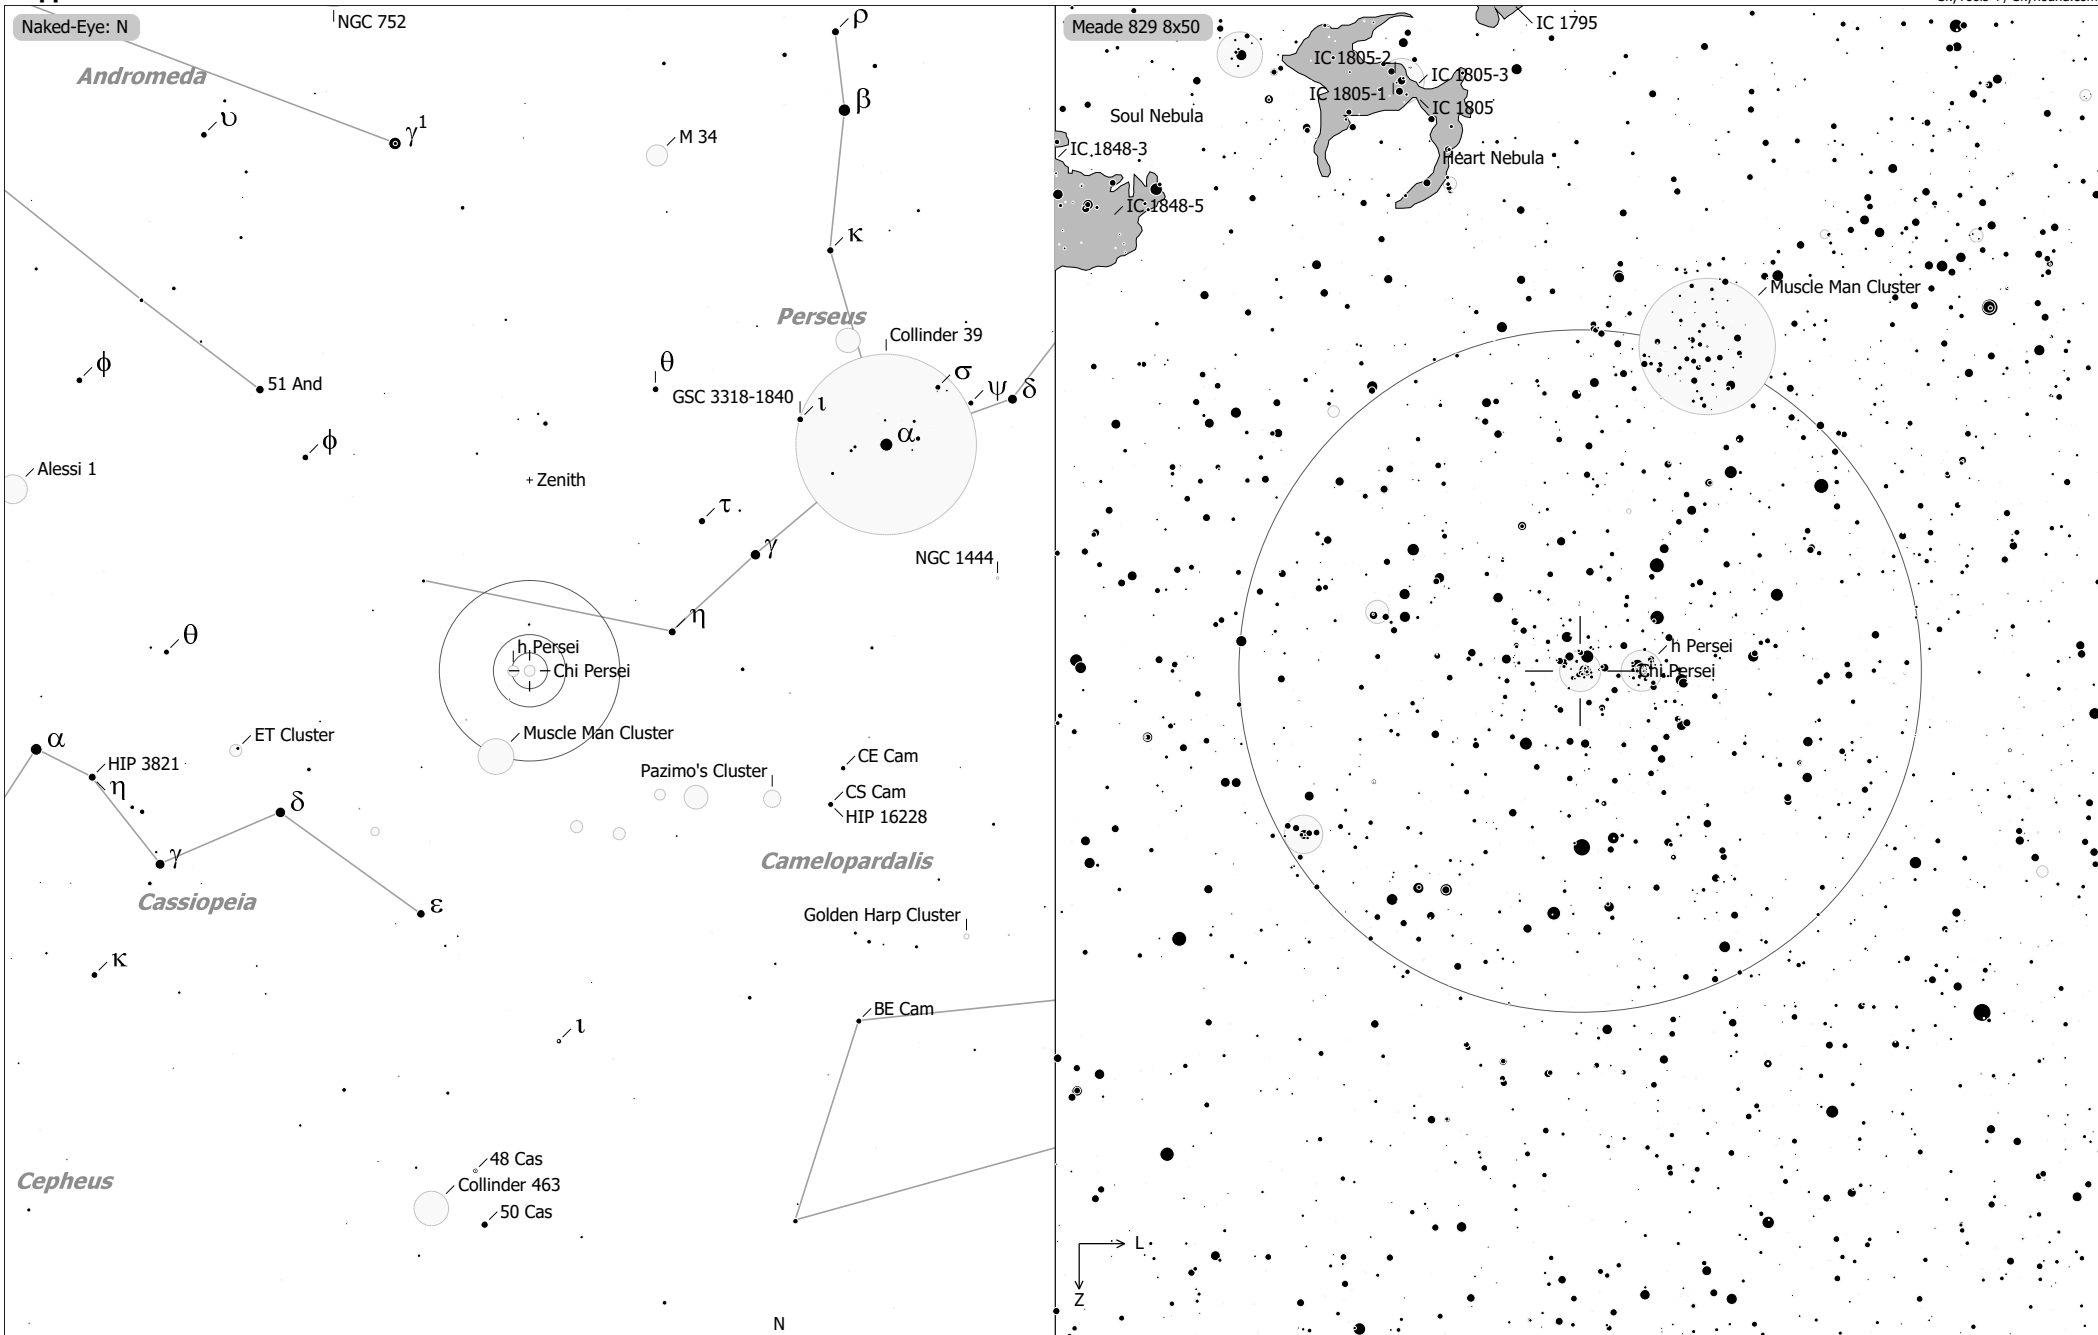 Naked-Eye: N
NGC 752
ρ
Andromeda
β
υ
γ¹
M 34
κ
Perseus
Collinder 39
φ
51 And
θ
GSC 3318-1840
ι
σ
ψ
δ
φ
α
Alessi 1
Zenith
τ
γ
NGC 1444
η
θ
h Persei
Chi Persei
α
ET Cluster
Muscle Man Cluster
HIP 3821
η
Pazimo's Cluster
CE Cam
CS Cam
HIP 16228
δ
γ
Camelopardalis
Cassiopeia
ε
Golden Harp Cluster
κ
BE Cam
ι
48 Cas
Cepheus
Collinder 463
50 Cas
N
Meade 829 8x50
IC 1795
IC 1805-2
IC 1805-3
IC 1805-1
IC 1805
Soul Nebula
IC 1848-3
Heart Nebula
IC 1848-5
Muscle Man Cluster
h Persei
Chi Persei
L
Z